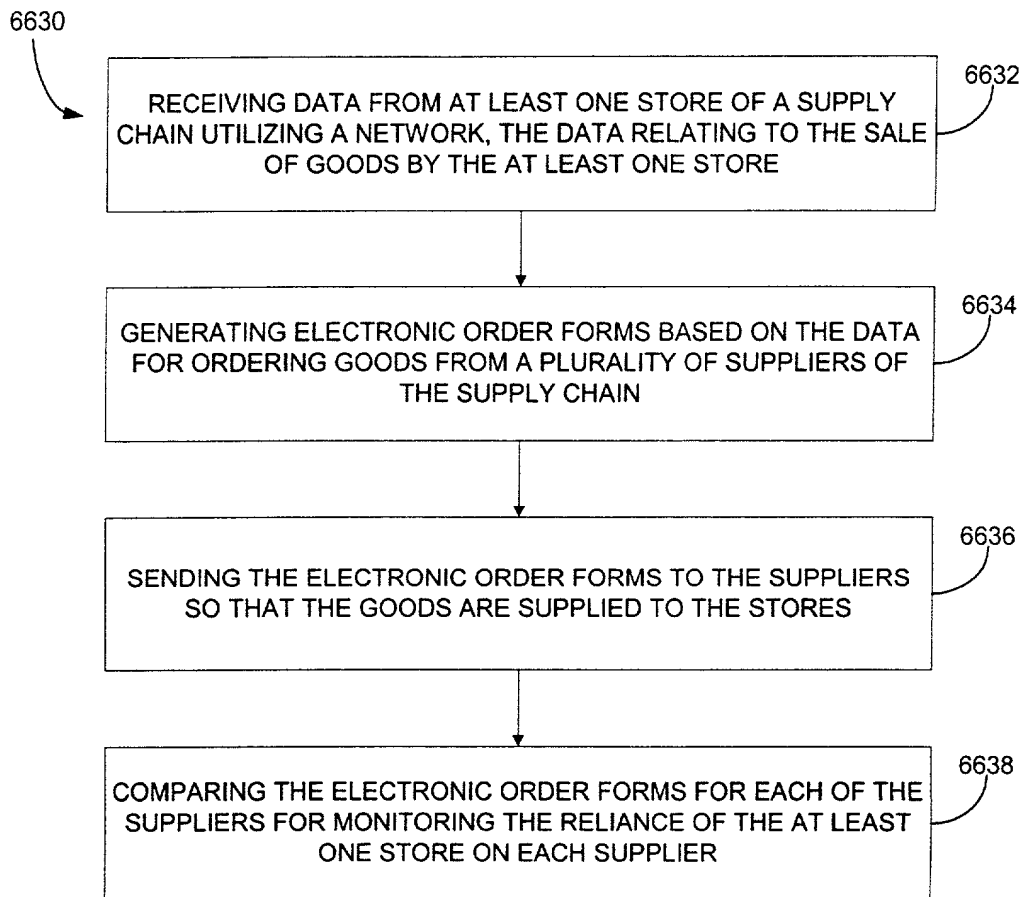 6630
6632
RECEIVING DATA FROM AT LEAST ONE STORE OF A SUPPLY
CHAIN UTILIZING A NETWORK, THE DATA RELATING TO THE SALE
OF GOODS BY THE AT LEAST ONE STORE
6634
GENERATING ELECTRONIC ORDER FORMS BASED ON THE DATA
FOR ORDERING GOODS FROM A PLURALITY OF SUPPLIERS OF
THE SUPPLY CHAIN
6636
SENDING THE ELECTRONIC ORDER FORMS TO THE SUPPLIERS
SO THAT THE GOODS ARE SUPPLIED TO THE STORES
6638
COMPARING THE ELECTRONIC ORDER FORMS FOR EACH OF THE
SUPPLIERS FOR MONITORING THE RELIANCE OF THE AT LEAST
ONE STORE ON EACH SUPPLIER